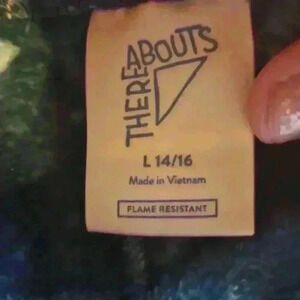 THEREABOUTS
L 14/16
Made in Vietnam
FLAME RESISTANT